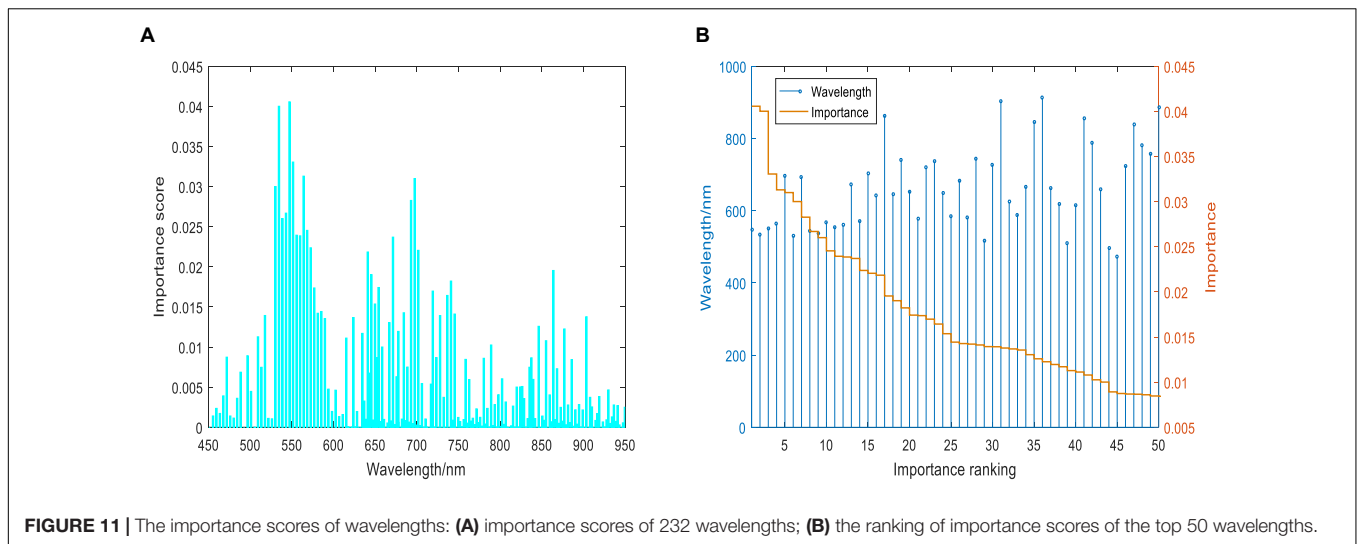 A
B
0.045
0.04
0.035
0.03
0.025
0.02
0.015
0.01
0.005
0
Importance score
450 500 550 600 650 700 750 800 850 900 950
Wavelength/nm
1000
800
600
400
200
0
Wavelength/nm
Wavelength
Importance
0.045
0.04
0.035
0.03
0.025
0.02
0.015
0.01
0.005
Importance
5 10 15 20 25 30 35 40 45 50
Importance ranking
FIGURE 11 | The importance scores of wavelengths: (A) importance scores of 232 wavelengths; (B) the ranking of importance scores of the top 50 wavelengths.